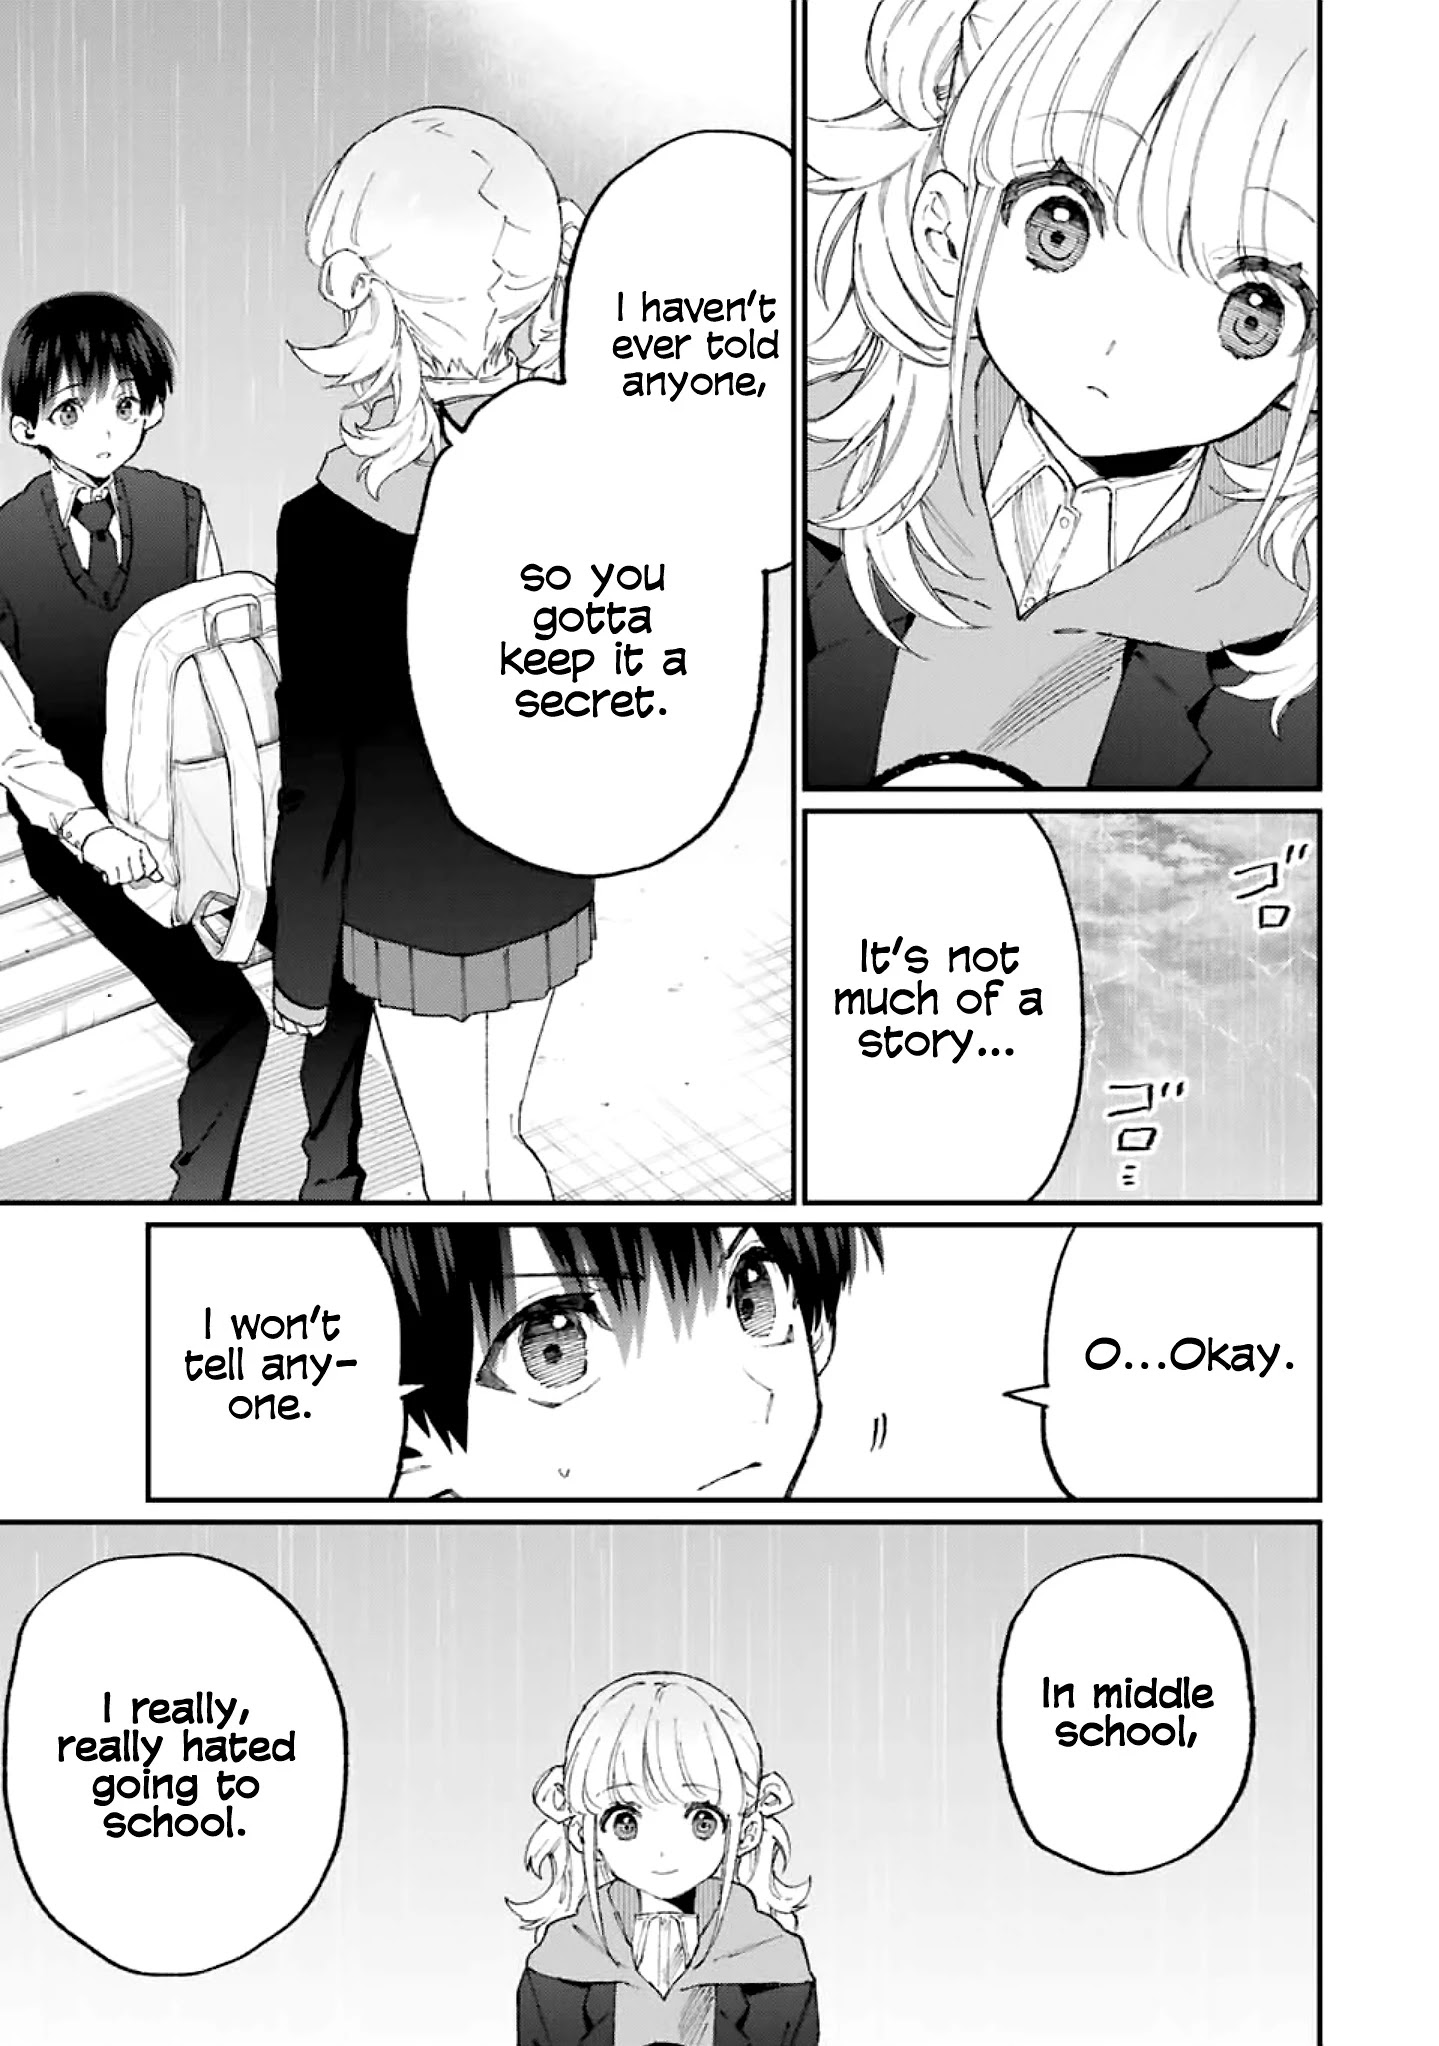 ゴロ
ゴロ
It's not
much of a
story...
I haven't
ever told
anyone,
so you
gotta
keep it a
secret.
O...Okay.
I won't
tell any-
one.
In middle
school,
I really,
really hated
going to
school.